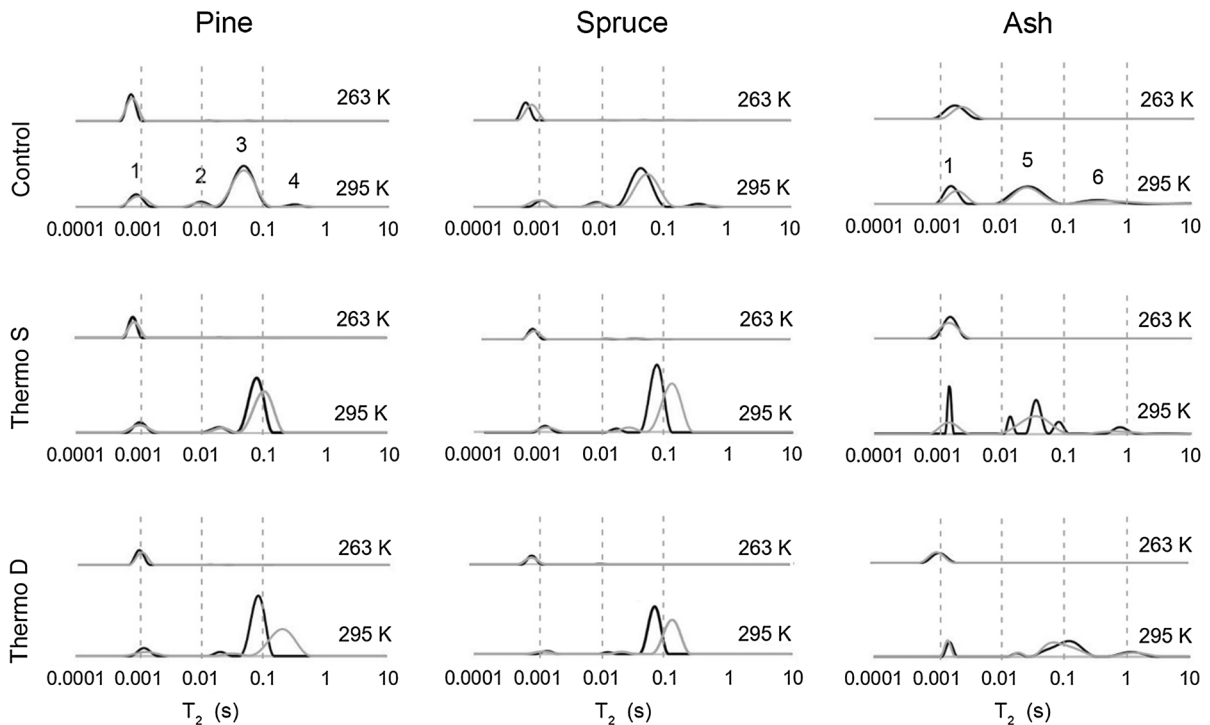 Pine Spruce Ash
Control
263 K 263 K 263 K
1 2 3 4 295 K 295 K 1 5 6 295 K
0.0001 0.001 0.01 0.1 1 10 0.0001 0.001 0.01 0.1 1 10 0.0001 0.001 0.01 0.1 1 10
Thermo S
263 K 263 K 263 K
295 K 295 K 295 K
0.0001 0.001 0.01 0.1 1 10 0.0001 0.001 0.01 0.1 1 10 0.0001 0.001 0.01 0.1 1 10
Thermo D
263 K 263 K 263 K
295 K 295 K 295 K
0.0001 0.001 0.01 0.1 1 10 0.0001 0.001 0.01 0.1 1 10 0.0001 0.001 0.01 0.1 1 10
T₂ (s) T₂ (s) T₂ (s)